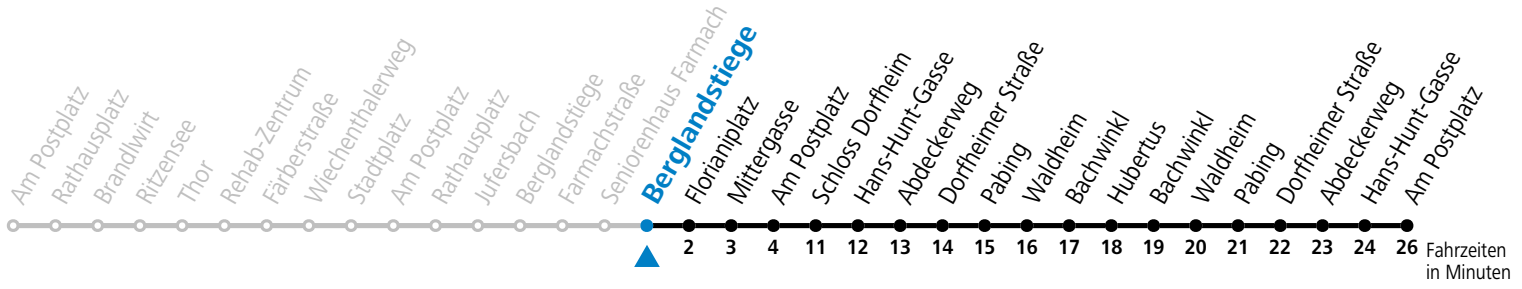 Am Postplatz
Rathausplatz
Brandlwirt
Ritzensee
Thor
Rehab-Zentrum
Färberstraße
Wiechenthalerweg
Stadtplatz
Am Postplatz
Rathausplatz
Jufersbach
Berglandstiege
Farmachstraße
Seniorenhaus Farmach
Berglandstiege
Florianiplatz
Mittergasse
Am Postplatz
Schloss Dorfheim
Hans-Hunt-Gasse
Abdeckerweg
Dorfheimer Straße
Pabing
Waldheim
Bachwinkl
Hubertus
Bachwinkl
Waldheim
Pabing
Dorfheimer Straße
Abdeckerweg
Hans-Hunt-Gasse
Am Postplatz
2 3 4 11 12 13 14 15 16 17 18 19 20 21 22 23 24 26
Fahrzeiten
in Minuten